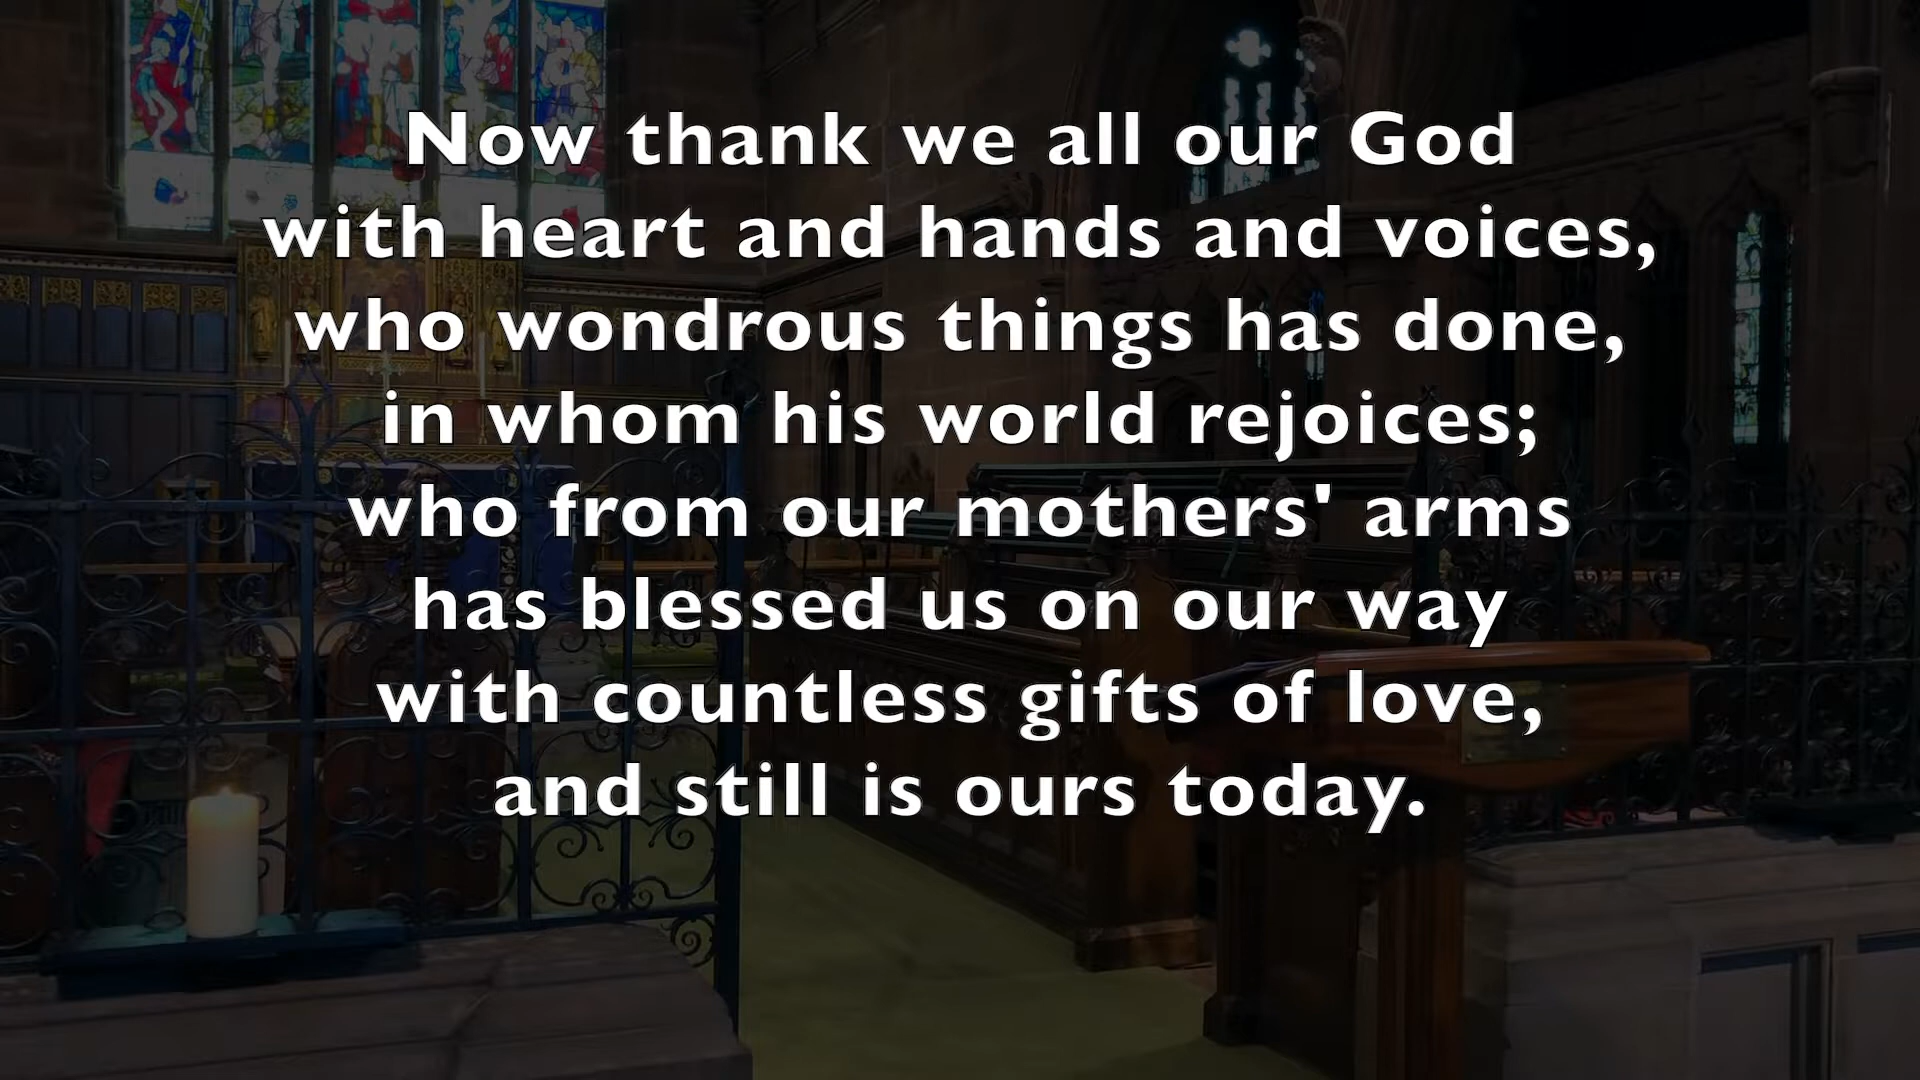 Now thank we all our God
with heart and hands and voices,
who wondrous things has done,
in whom his world rejoices;
who from our mothers' arms
has blessed us on our way
with countless gifts of love,
and still is ours today.